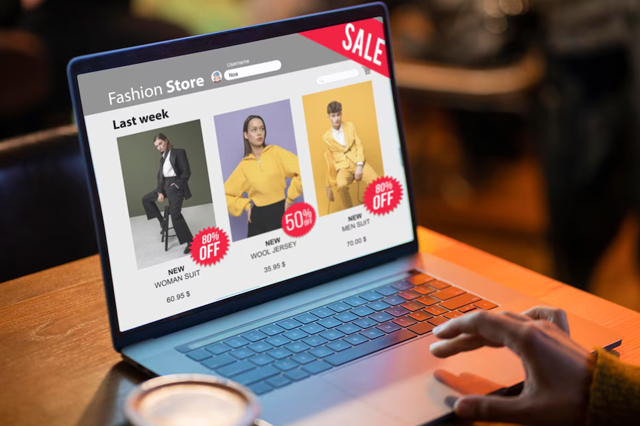 SALE
Username
Fashion Store
Noa
Last week
80%
OFF
NEW
WOMAN SUIT
60.95 $
50%
OFF
NEW
WOOL JERSEY
35.95 $
80%
OFF
NEW
MEN SUIT
70.00 $